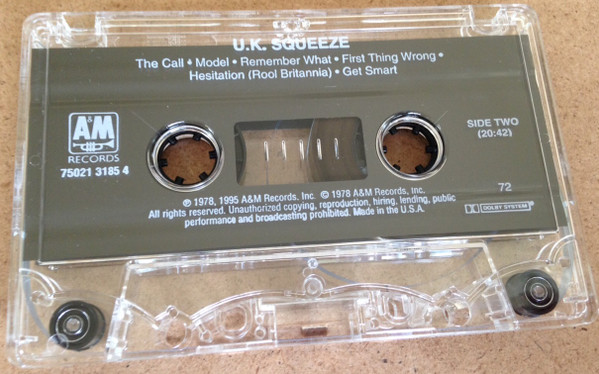 U.K. SQUEEZE
The Call • Model • Remember What • First Thing Wrong •
Hesitation (Rool Britannia) • Get Smart
A&M
RECORDS
75021 3185 4
SIDE TWO
(20:42)
℗ 1978, 1995 A&M Records, Inc. © 1978 A&M Records, Inc.
All rights reserved. Unauthorized copying, reproduction, hiring, lending, public
performance and broadcasting prohibited. Made in the U.S.A.
72
DOLBY SYSTEM